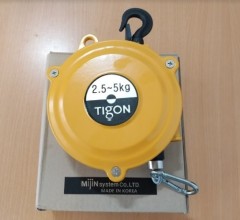 2.5~5kg
TIGON
MIJIN system CO.,LTD.
MADE IN KOREA